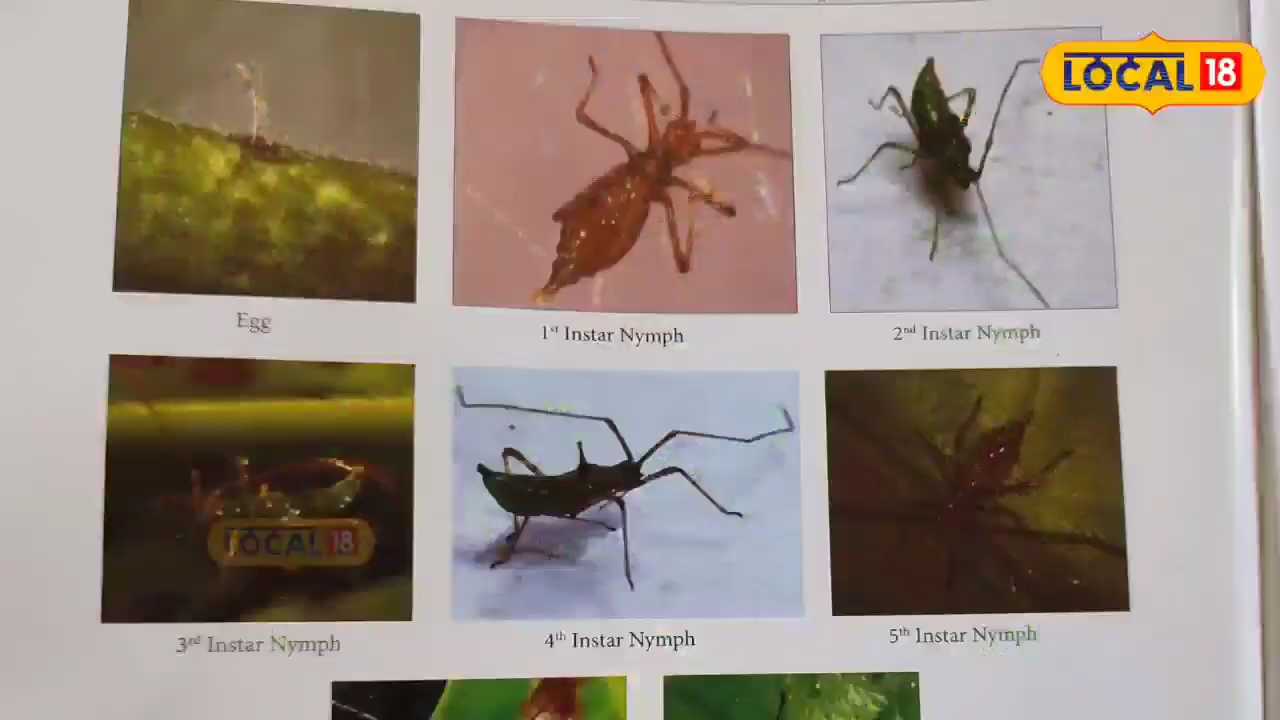 LOCAL 18
Egg
1st Instar Nymph
2nd Instar Nymph
LOCAL 18
3rd Instar Nymph
4th Instar Nymph
5th Instar Nymph